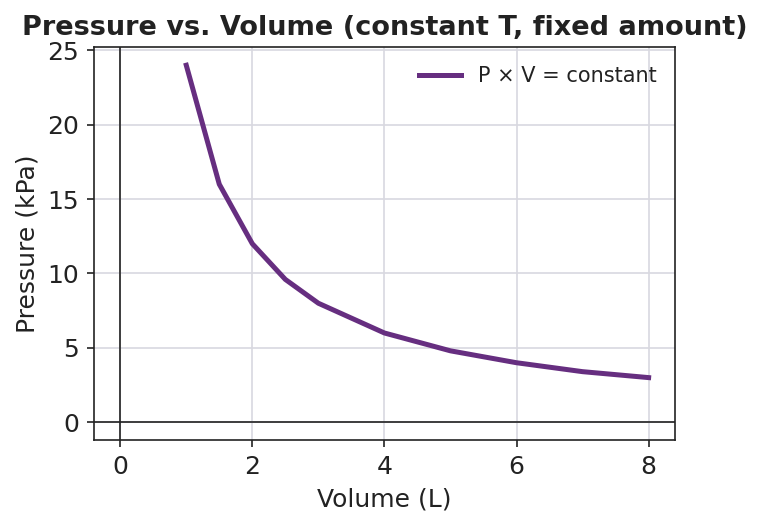 Pressure vs. Volume (constant T, fixed amount)
P × V = constant
Pressure (kPa)
25
20
15
10
5
0
0 2 4 6 8
Volume (L)